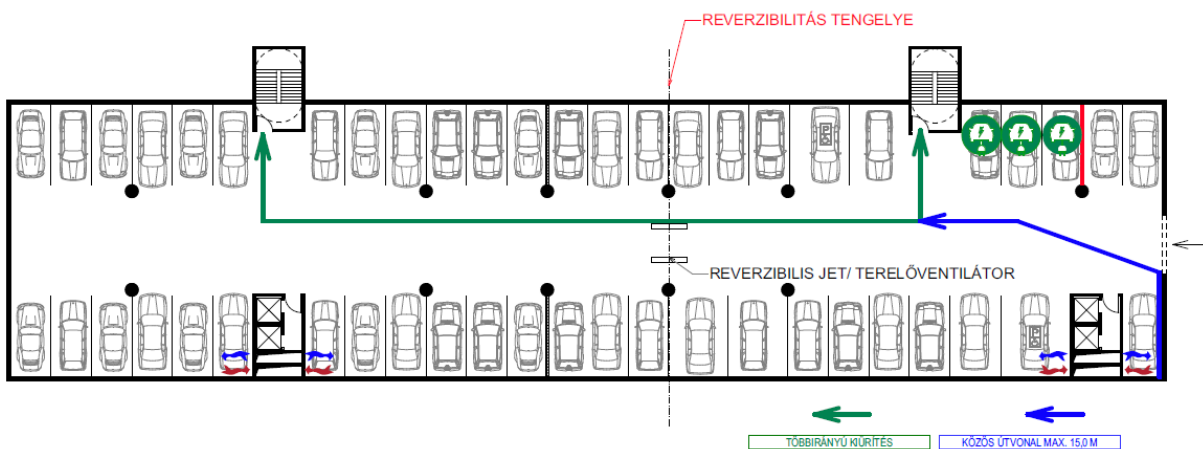 REVERZIBILITÁS TENGELYE
REVERZIBILIS JET/ TERELŐVENTILÁTOR
TÖBBIRÁNYÚ KIÜRÍTÉS
KÖZÖS ÚTVONAL MAX. 15,0 M